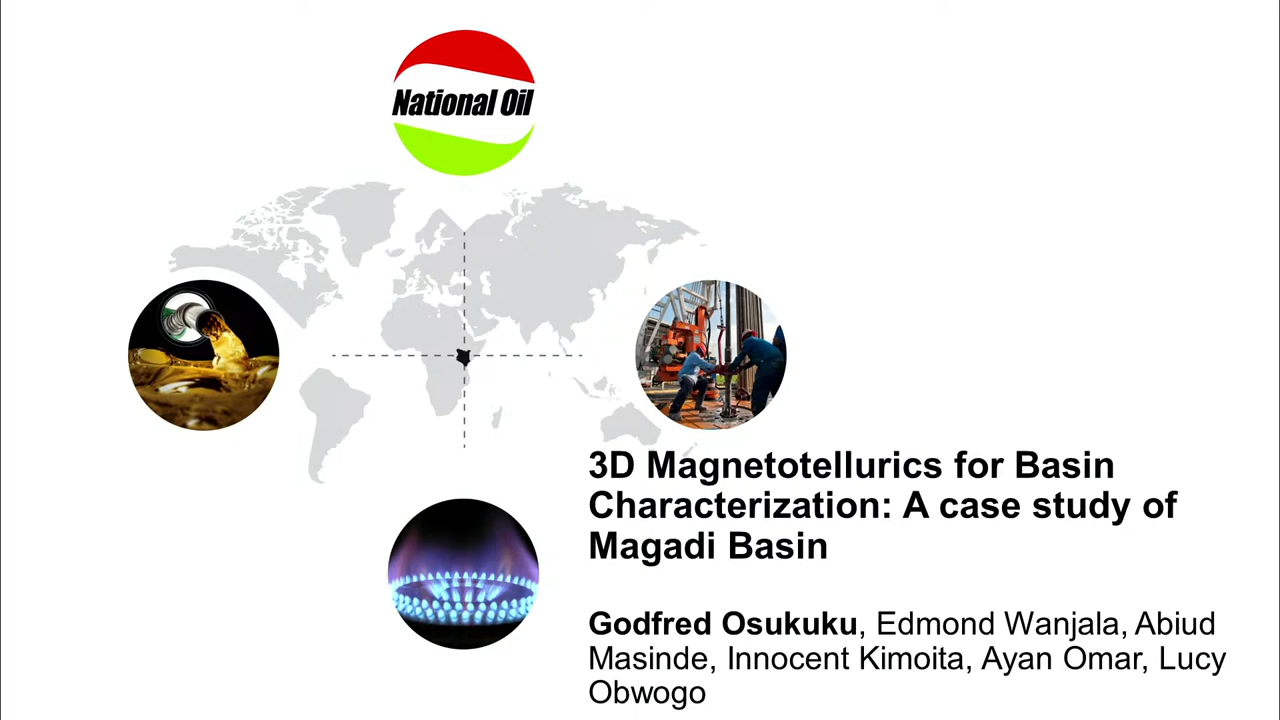 National Oil
3D Magnetotellurics for Basin
Characterization: A case study of
Magadi Basin
Godfred Osukuku, Edmond Wanjala, Abiud
Masinde, Innocent Kimoita, Ayan Omar, Lucy
Obwogo